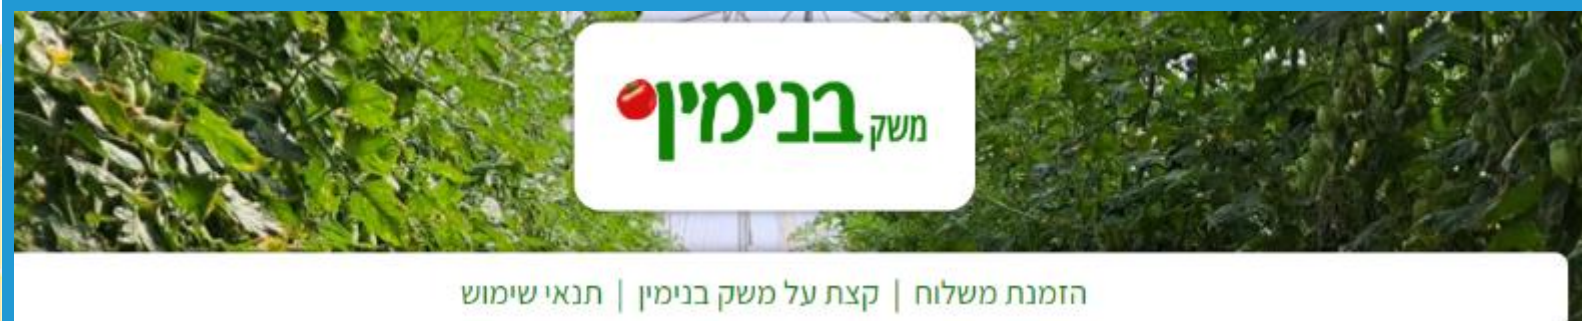 משק בנימין
הזמנת משלוח | קצת על משק בנימין | תנאי שימוש